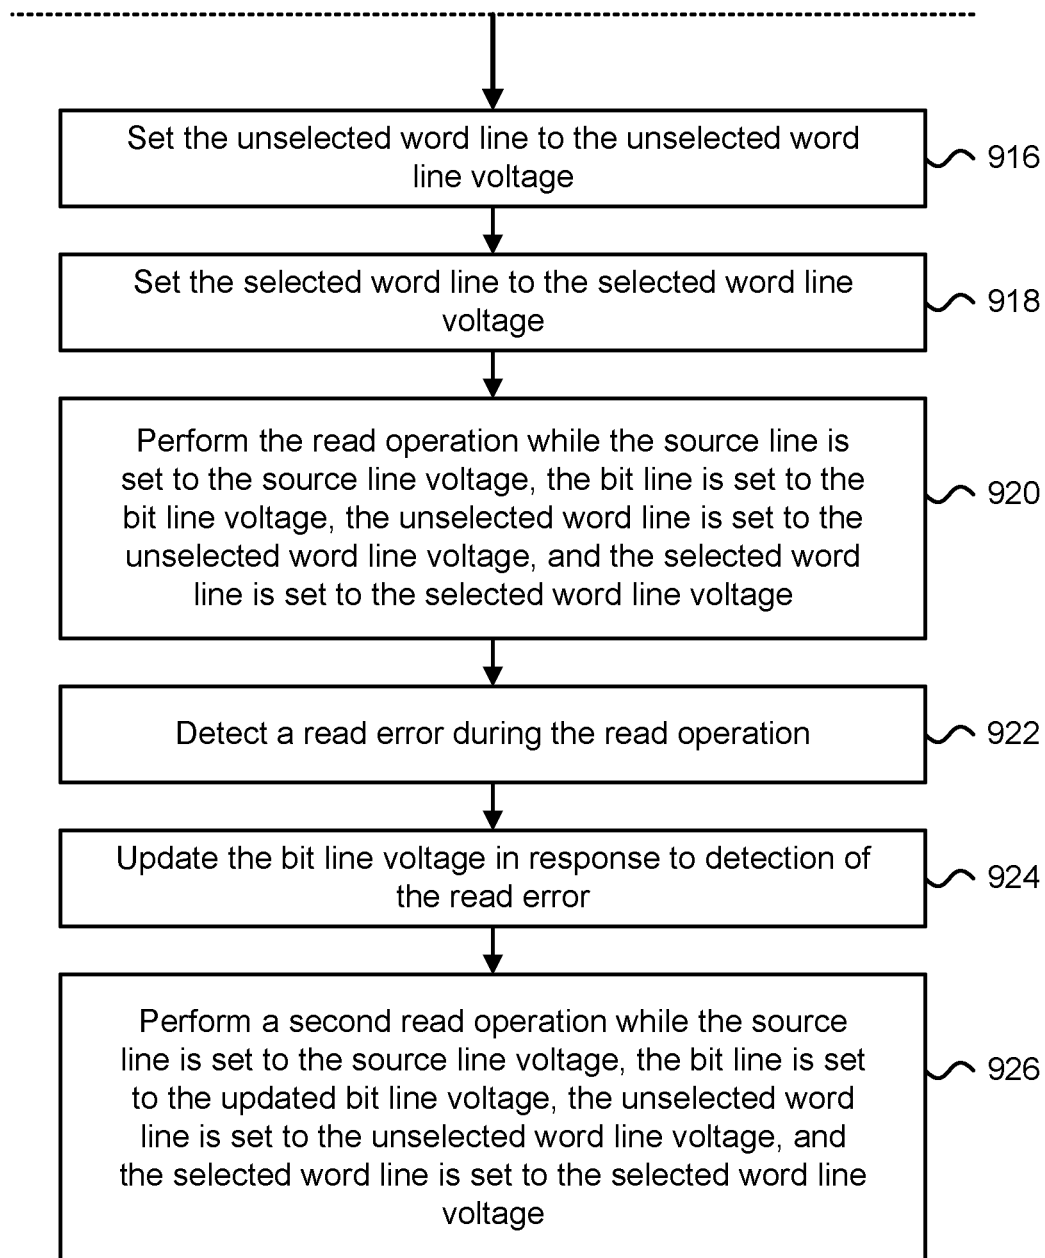 Set the unselected word line to the unselected word
line voltage
916
Set the selected word line to the selected word line
voltage
918
Perform the read operation while the source line is
set to the source line voltage, the bit line is set to the
bit line voltage, the unselected word line is set to the
unselected word line voltage, and the selected word
line is set to the selected word line voltage
920
Detect a read error during the read operation
922
Update the bit line voltage in response to detection of
the read error
924
Perform a second read operation while the source
line is set to the source line voltage, the bit line is set
to the updated bit line voltage, the unselected word
line is set to the unselected word line voltage, and
the selected word line is set to the selected word line
voltage
926